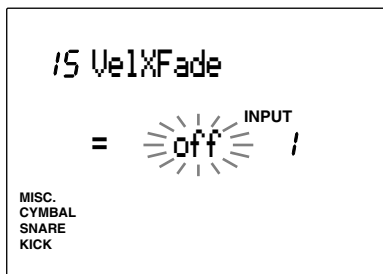 15 VelXFade
INPUT
= off 1
MISC.
CYMBAL
SNARE
KICK